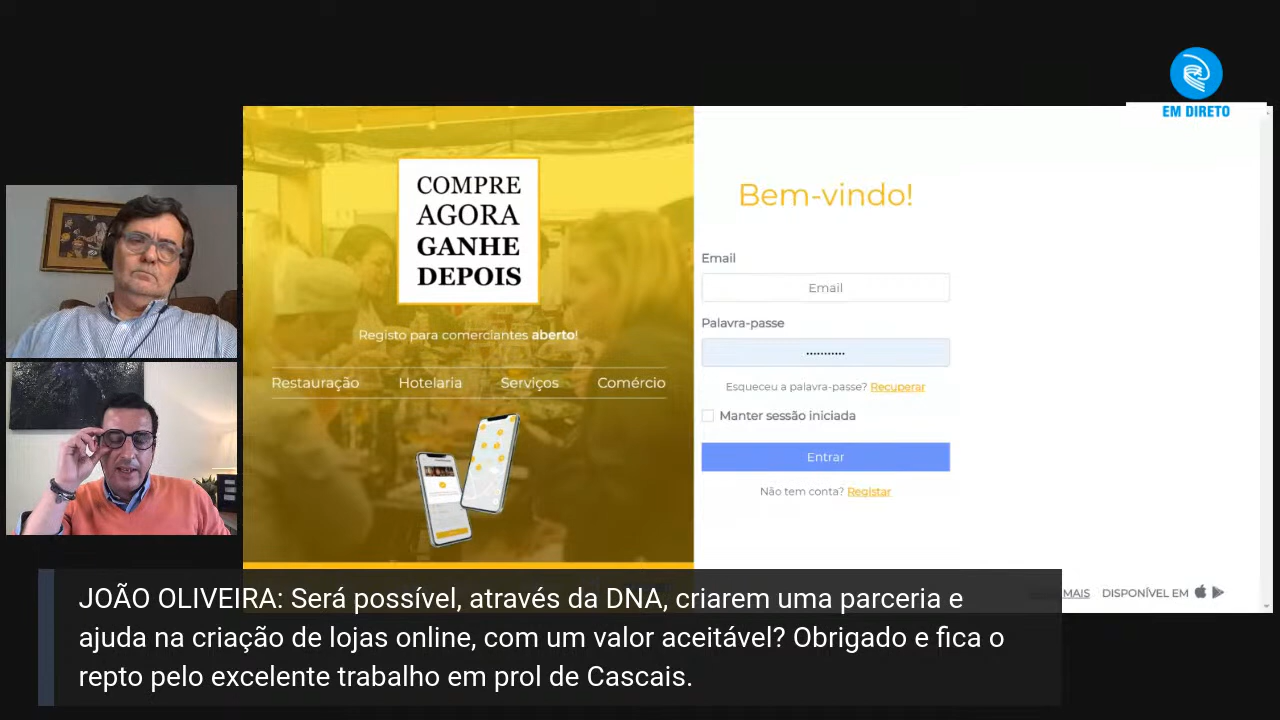 EM DIRETO
COMPRE
AGORA
GANHE
DEPOIS
Registo para comerciantes aberto!
Restauração Hotelaria Serviços Comércio
Bem-vindo!
Email
Email
Palavra-passe
•••••••••••
Esqueceu a palavra-passe? Recuperar
Manter sessão iniciada
Entrar
Não tem conta? Registar
MAIS DISPONÍVEL EM
JOÃO OLIVEIRA: Será possível, através da DNA, criarem uma parceria e
ajuda na criação de lojas online, com um valor aceitável? Obrigado e fica o
repto pelo excelente trabalho em prol de Cascais.